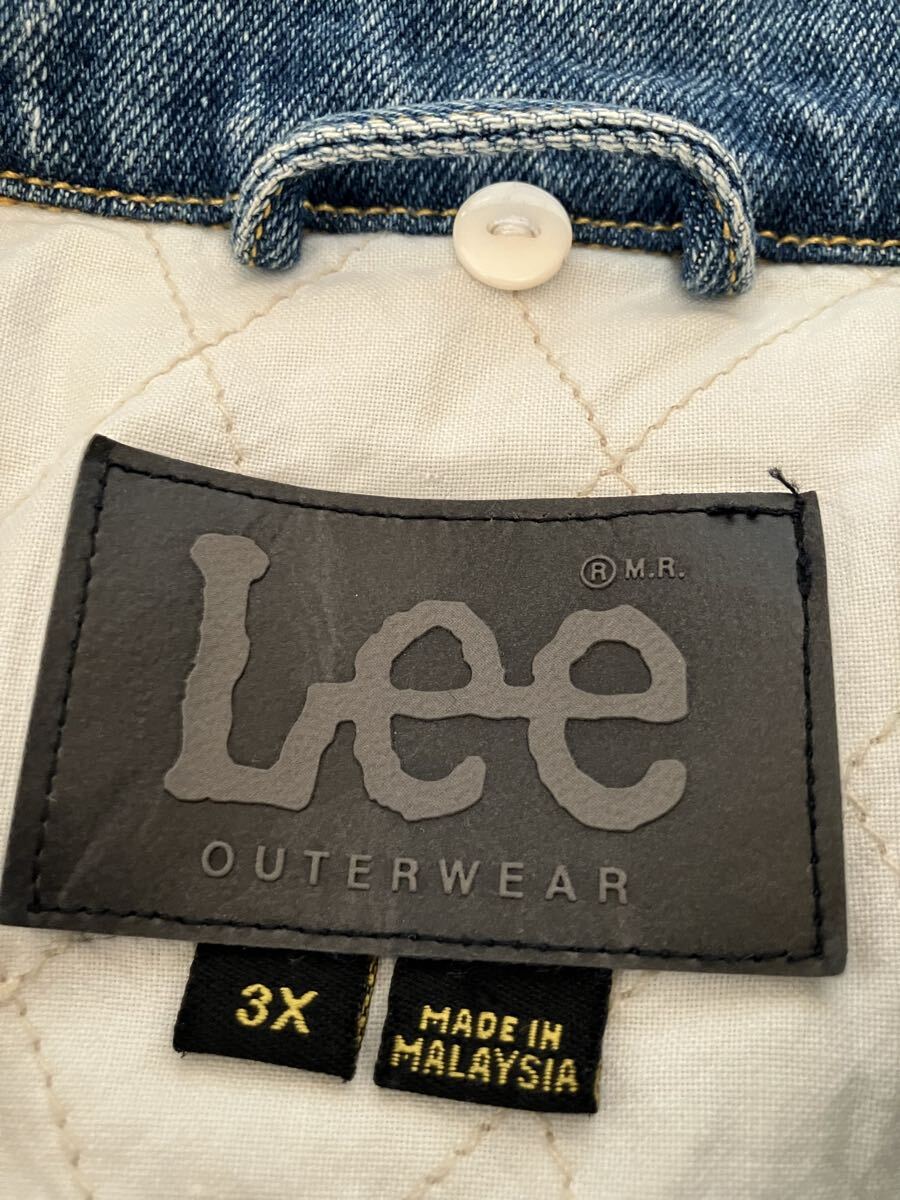 ® M.R.
Lee
OUTERWEAR
3X
MADE IN
MALAYSIA